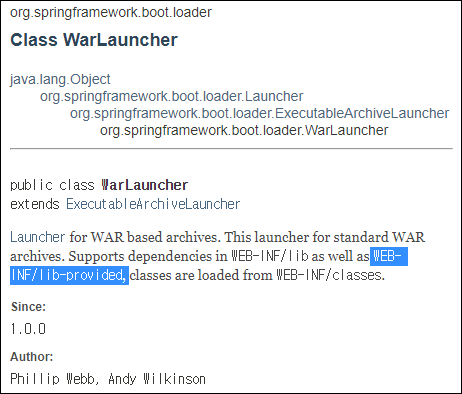 org.springframework.boot.loader
Class WarLauncher
java.lang.Object
org.springframework.boot.loader.Launcher
org.springframework.boot.loader.ExecutableArchiveLauncher
org.springframework.boot.loader.WarLauncher
public class WarLauncher
extends ExecutableArchiveLauncher
Launcher for WAR based archives. This launcher for standard WAR
archives. Supports dependencies in WEB-INF/lib as well as WEB-
INF/lib-provided, classes are loaded from WEB-INF/classes.
Since:
1.0.0
Author:
Phillip Webb, Andy Wilkinson